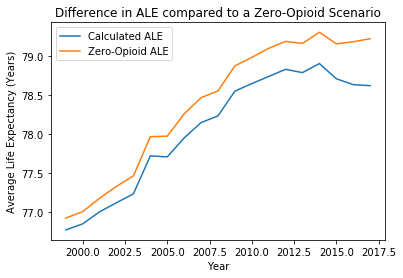 Difference in ALE compared to a Zero-Opioid Scenario
Calculated ALE
Zero-Opioid ALE
Average Life Expectancy (Years)
79.0
78.5
78.0
77.5
77.0
2000.0 2002.5 2005.0 2007.5 2010.0 2012.5 2015.0 2017.5
Year